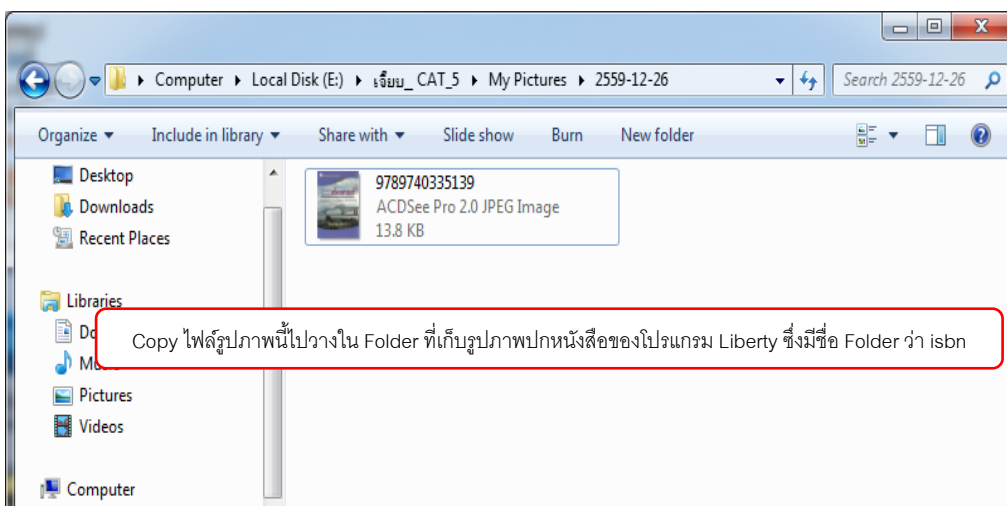 Computer ▸ Local Disk (E:) ▸ เจี๊ยบ_ CAT_5 ▸ My Pictures ▸ 2559-12-26
Search 2559-12-26
Organize Include in library Share with Slide show Burn New folder
Desktop
Downloads
Recent Places
9789740335139
ACDSee Pro 2.0 JPEG Image
13.8 KB
Libraries
Copy ไฟล์รูปภาพนี้ไปวางใน Folder ที่เก็บรูปภาพปกหนังสือของโปรแกรม Liberty ซึ่งมีชื่อ Folder ว่า isbn
Pictures
Videos
Computer